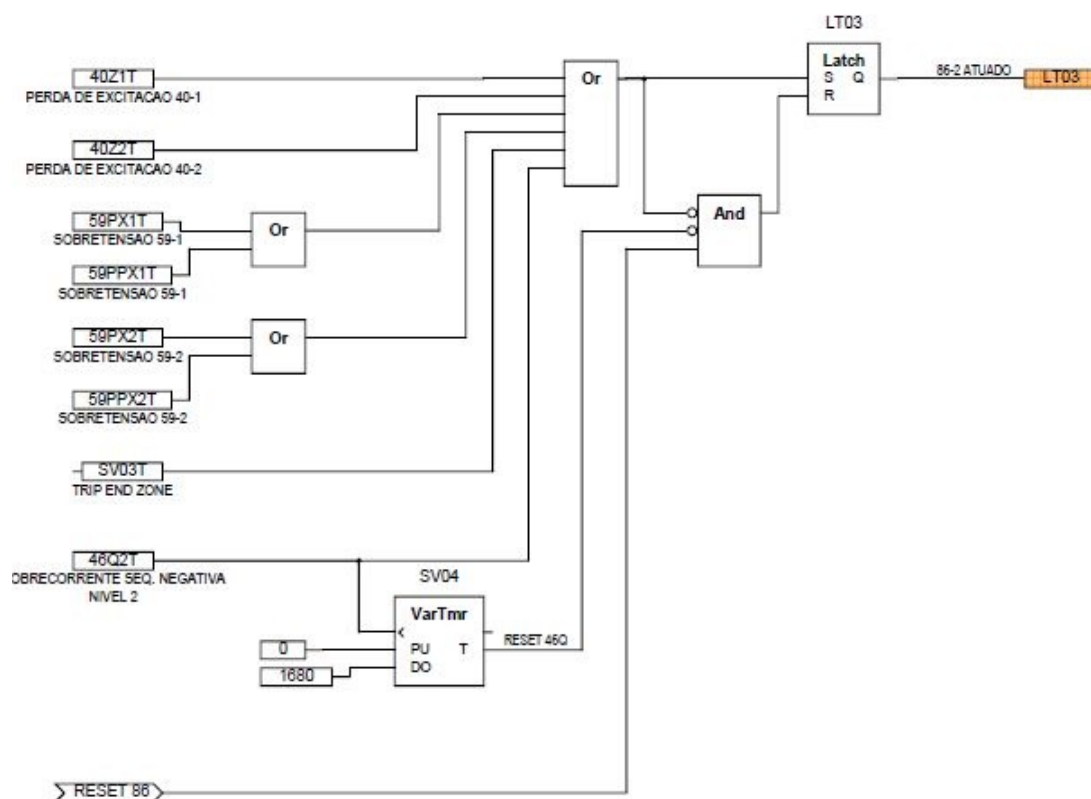 LT03
40Z1T
PERDA DE EXCITACAO 40-1
Or
Latch
S Q
R
86-2 ATUADO
LT03
40Z2T
PERDA DE EXCITACAO 40-2
59PX1T
SOBRETENSAO 59-1
Or
And
59PPX1T
SOBRETENSAO 59-1
59PX2T
SOBRETENSAO 59-2
Or
59PPX2T
SOBRETENSAO 59-2
SV03T
TRIP END ZONE
46Q2T
OBRECORRENTE SEQ. NEGATIVA
NIVEL 2
SV04
VarTmr
0
PU T
RESET 46Q
1680
DO
RESET 86